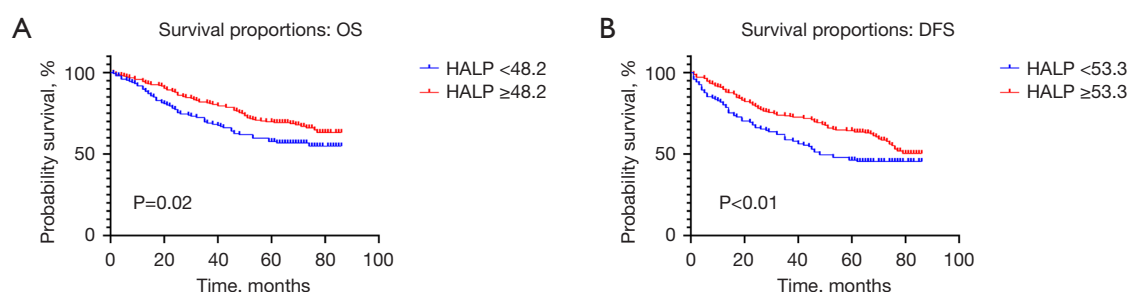 A
Survival proportions: OS
Probability survival, %
100
50
0
0 20 40 60 80 100
Time, months
P=0.02
HALP <48.2
HALP ≥48.2
B
Survival proportions: DFS
Probability survival, %
100
50
0
0 20 40 60 80 100
Time, months
P<0.01
HALP <53.3
HALP ≥53.3